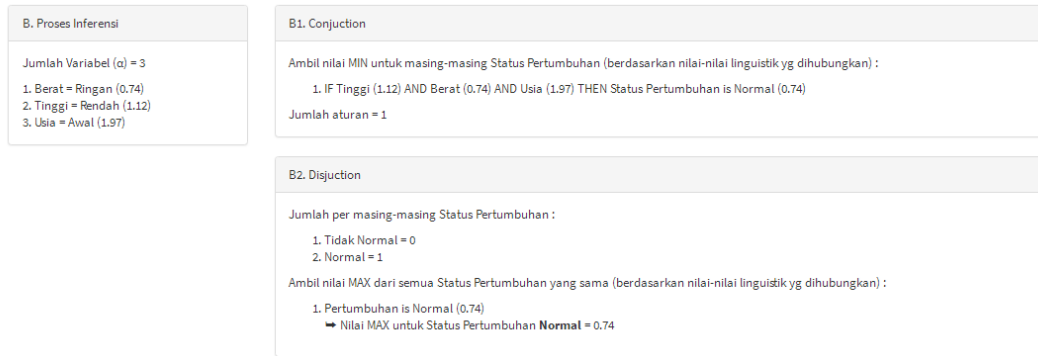 B. Proses Inferensi
Jumlah Variabel (α) = 3
1. Berat = Ringan (0.74)
2. Tinggi = Rendah (1.12)
3. Usia = Awal (1.97)
B1. Conjuction
Ambil nilai MIN untuk masing-masing Status Pertumbuhan (berdasarkan nilai-nilai linguistik yg dihubungkan) :
1. IF Tinggi (1.12) AND Berat (0.74) AND Usia (1.97) THEN Status Pertumbuhan is Normal (0.74)
Jumlah aturan = 1
B2. Disjuction
Jumlah per masing-masing Status Pertumbuhan :
1. Tidak Normal = 0
2. Normal = 1
Ambil nilai MAX dari semua Status Pertumbuhan yang sama (berdasarkan nilai-nilai linguistik yg dihubungkan) :
1. Pertumbuhan is Normal (0.74)
➥ Nilai MAX untuk Status Pertumbuhan Normal = 0.74